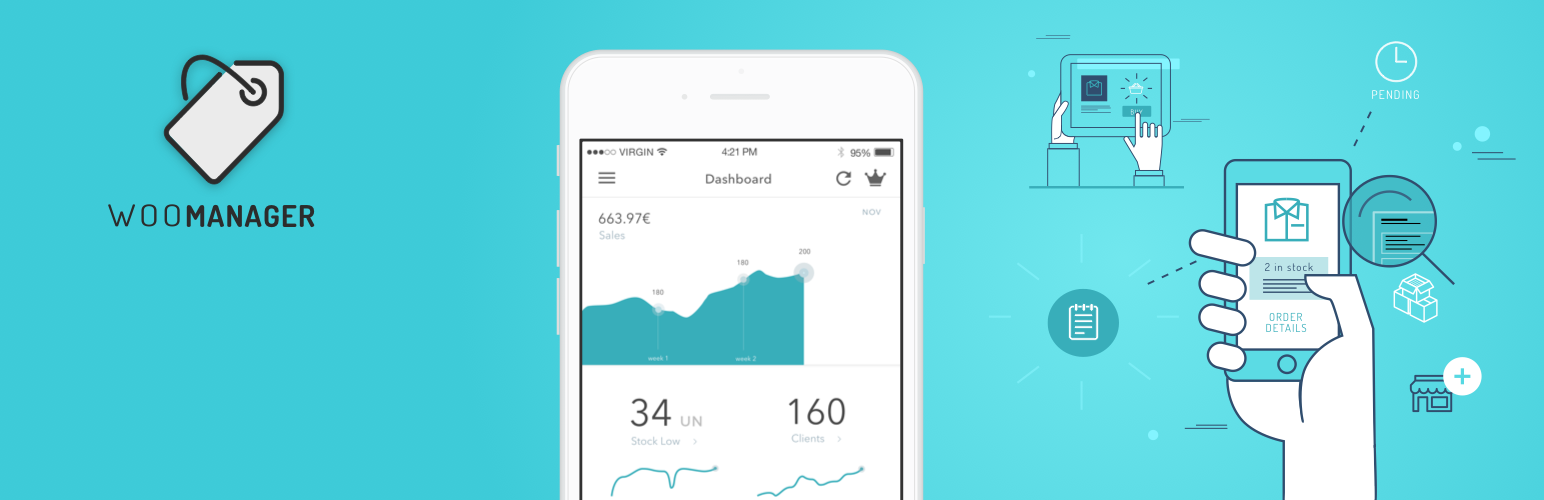 WOOMANAGER
VIRGIN
4:21 PM
95%
Dashboard
663.97€
Sales
NOV
200
180
180
week 1
week 2
34 UN
Stock Low >
160
Clients >
BUY
PENDING
2 in stock
ORDER
DETAILS